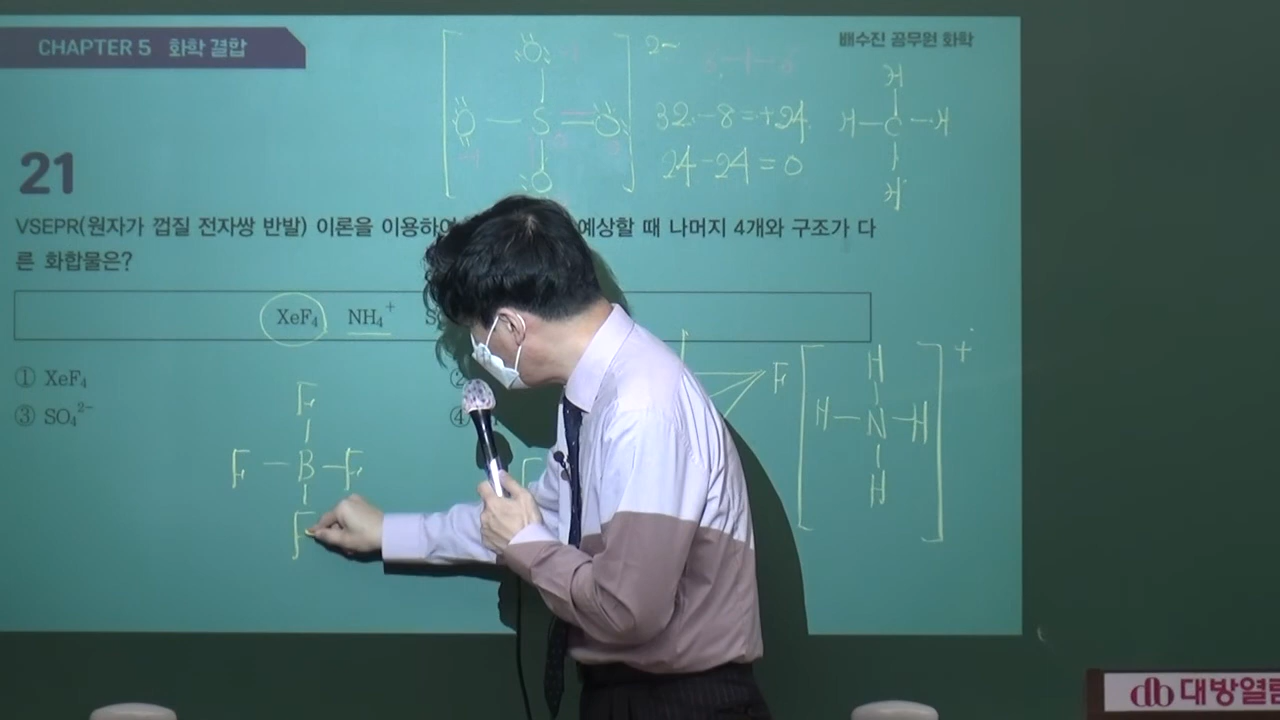 CHAPTER 5 화학 결합
배수진 공무원 화학
:Ö: 2-
:Ö — S = Ö:
:Ö
32 - 8 = +24
24 - 24 = 0
H
H — C — H
H
21
VSEPR(원자가 껍질 전자쌍 반발) 이론을 이용하여 예상할 때 나머지 4개와 구조가 다
른 화합물은?
XeF₄ NH₄⁺
① XeF₄
③ SO₄²⁻
②
④
F
F — B — F
F
F
+
H
H — N — H
H
대방열림